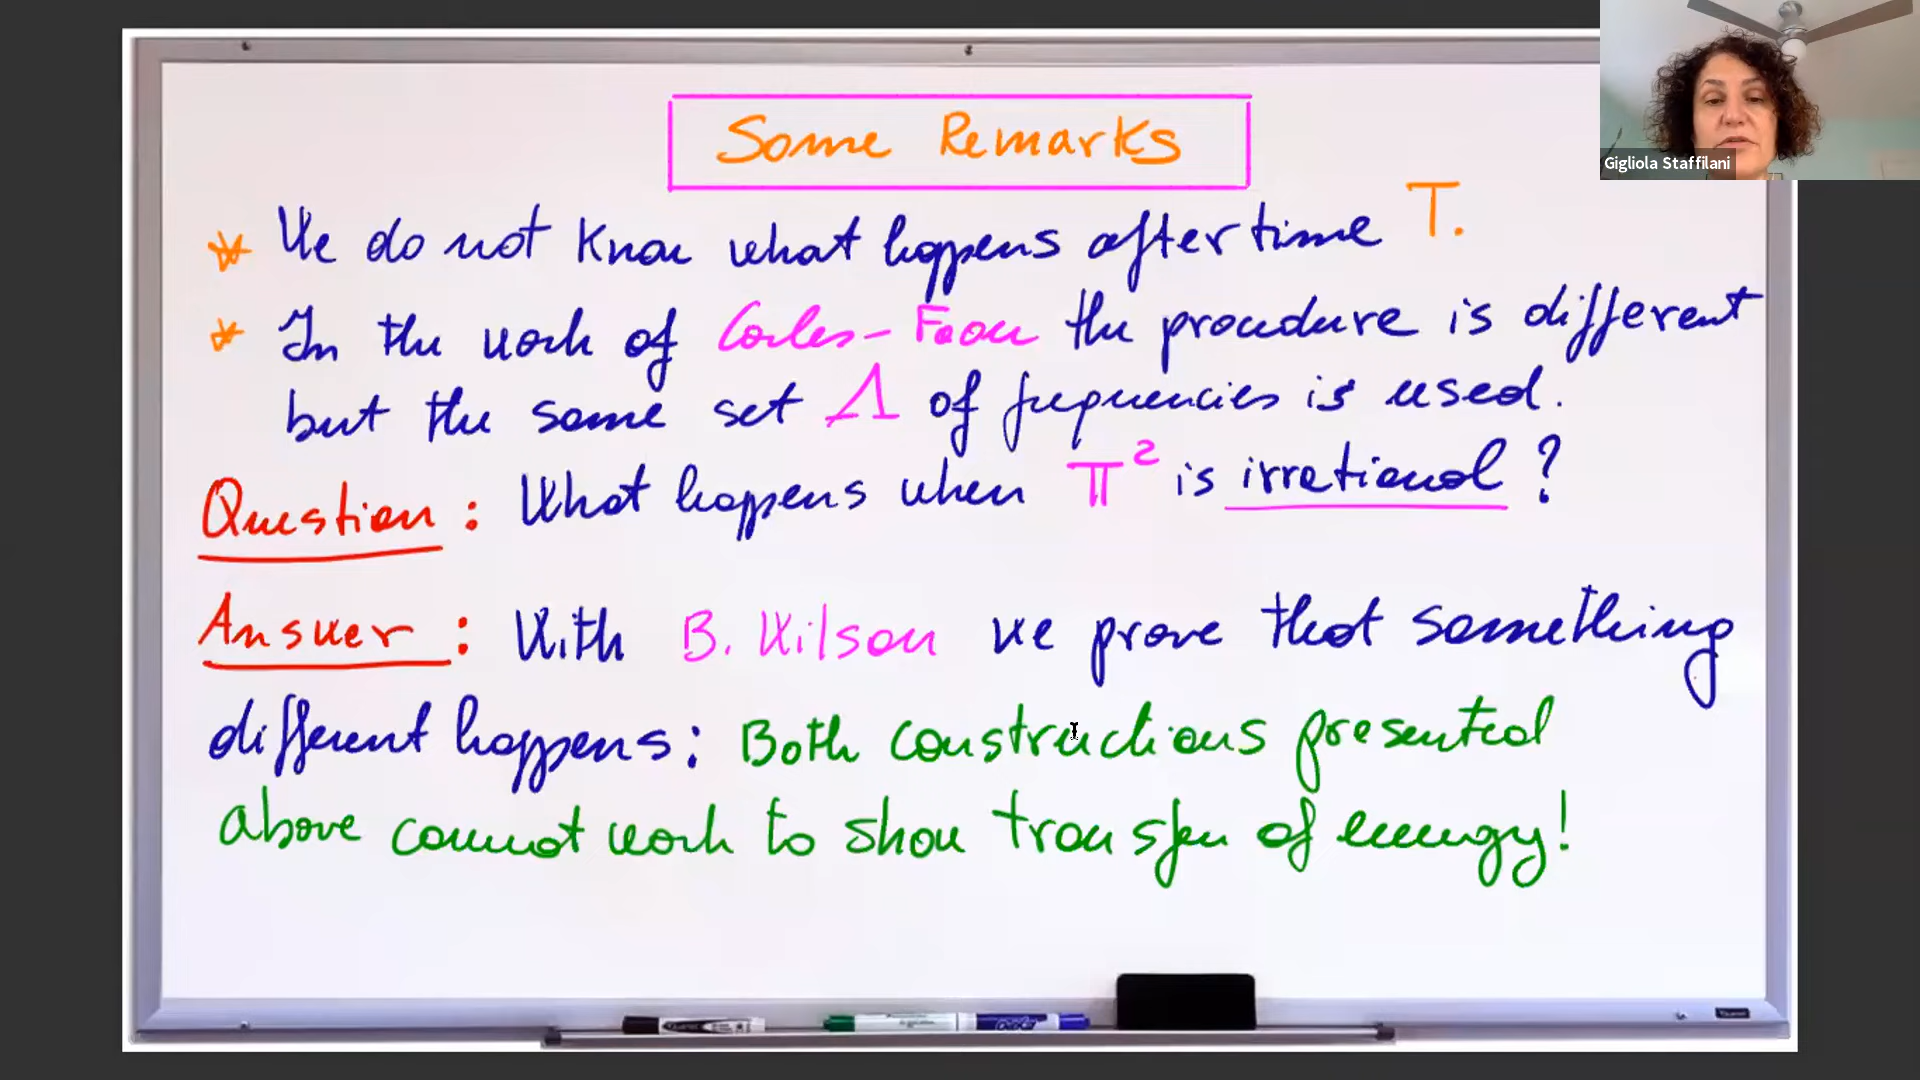 Gigliola Staffilani
Some Remarks
* We do not know what happens after time T.
* In the work of Carles-Faou the procedure is different
but the same set Λ of frequencies is used.
Question: What happens when 𝕋² is irrational?
Answer: With B. Wilson we prove that something
different happens: Both constructions presented
above cannot work to show transfer of energy!